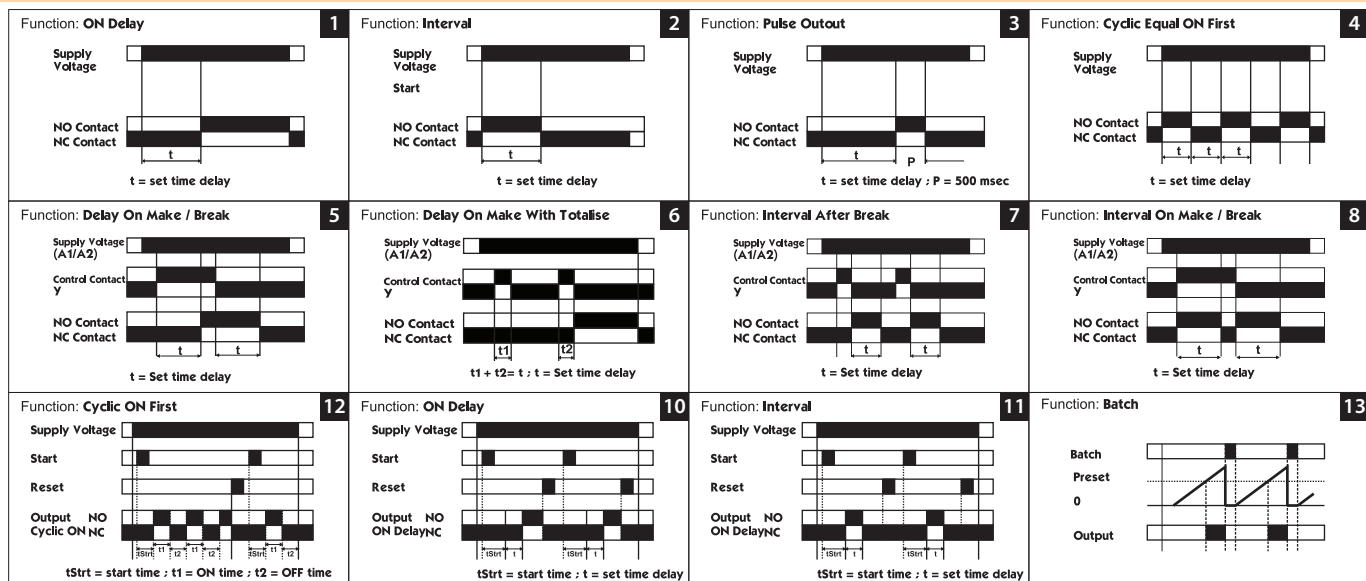 Function: ON Delay
1
Supply
Voltage
NO Contact
NC Contact
t
t = set time delay
Function: Interval
2
Supply
Voltage
Start
NO Contact
NC Contact
t
t = set time delay
Function: Pulse Outout
3
Supply
Voltage
NO Contact
NC Contact
t P
t = set time delay ; P = 500 msec
Function: Cyclic Equal ON First
4
Supply
Voltage
NO Contact
NC Contact
t t t
t = set time delay
Function: Delay On Make / Break
5
Supply Voltage
(A1/A2)
Control Contact
Y
NO Contact
NC Contact
t t
t = Set time delay
Function: Delay On Make With Totalise
6
Supply Voltage
(A1/A2)
Control Contact
Y
NO Contact
NC Contact
t1 t2
t1 + t2= t ; t = Set time delay
Function: Interval After Break
7
Supply Voltage
(A1/A2)
Control Contact
Y
NO Contact
NC Contact
t t
t = Set time delay
Function: Interval On Make / Break
8
Supply Voltage
(A1/A2)
Control Contact
Y
NO Contact
NC Contact
t t
t = Set time delay
Function: Cyclic ON First
12
Supply Voltage
Start
Reset
Output NO
Cyclic ON NC
tStrt t1 t2 t1 t2 tStrt t1 t2
tStrt = start time ; t1 = ON time ; t2 = OFF time
Function: ON Delay
10
Supply Voltage
Start
Reset
Output NO
ON DelayNC
tStrt t tStrt t
tStrt = start time ; t = set time delay
Function: Interval
11
Supply Voltage
Start
Reset
Output NO
ON DelayNC
tStrt t tStrt t
tStrt = start time ; t = set time delay
Function: Batch
13
Batch
Preset
0
Output